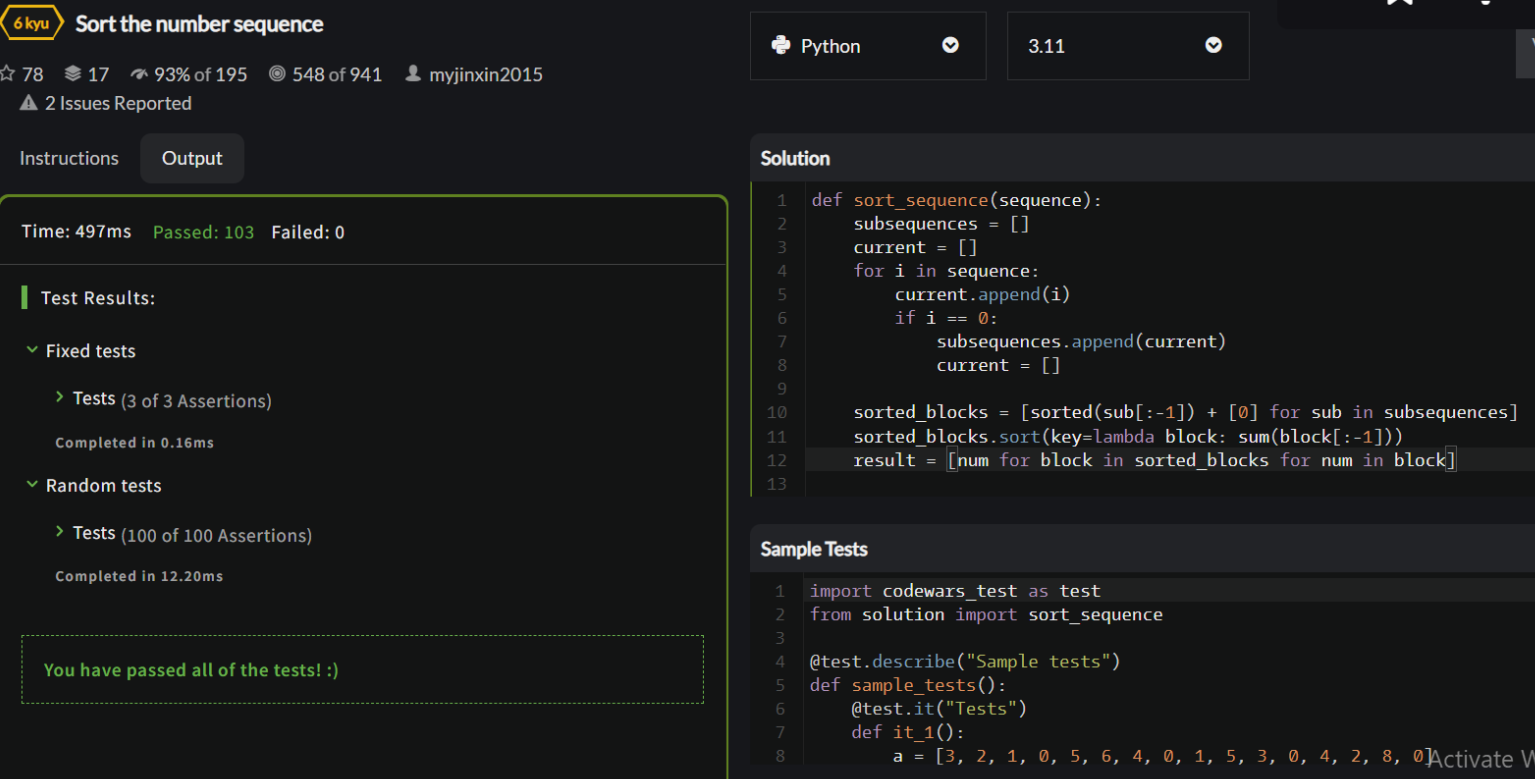 6 kyu Sort the number sequence
78 17 93% of 195 548 of 941 myjinxin2015
2 Issues Reported
Instructions Output
Time: 497ms Passed: 103 Failed: 0
Test Results:
Fixed tests
Tests (3 of 3 Assertions)
Completed in 0.16ms
Random tests
Tests (100 of 100 Assertions)
Completed in 12.20ms
You have passed all of the tests! :)
Python 3.11
Solution
1 def sort_sequence(sequence):
2     subsequences = []
3     current = []
4     for i in sequence:
5         current.append(i)
6         if i == 0:
7             subsequences.append(current)
8             current = []
9
10     sorted_blocks = [sorted(sub[:-1]) + [0] for sub in subsequences]
11     sorted_blocks.sort(key=lambda block: sum(block[:-1]))
12     result = [num for block in sorted_blocks for num in block]
13
Sample Tests
1 import codewars_test as test
2 from solution import sort_sequence
3
4 @test.describe("Sample tests")
5 def sample_tests():
6     @test.it("Tests")
7     def it_1():
8         a = [3, 2, 1, 0, 5, 6, 4, 0, 1, 5, 3, 0, 4, 2, 8, 0]
Activate W